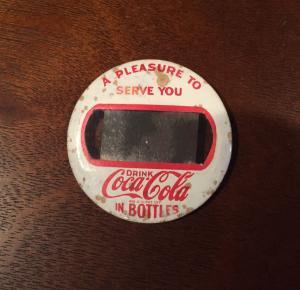 A PLEASURE TO
SERVE YOU
DRINK
Coca-Cola
IN BOTTLES